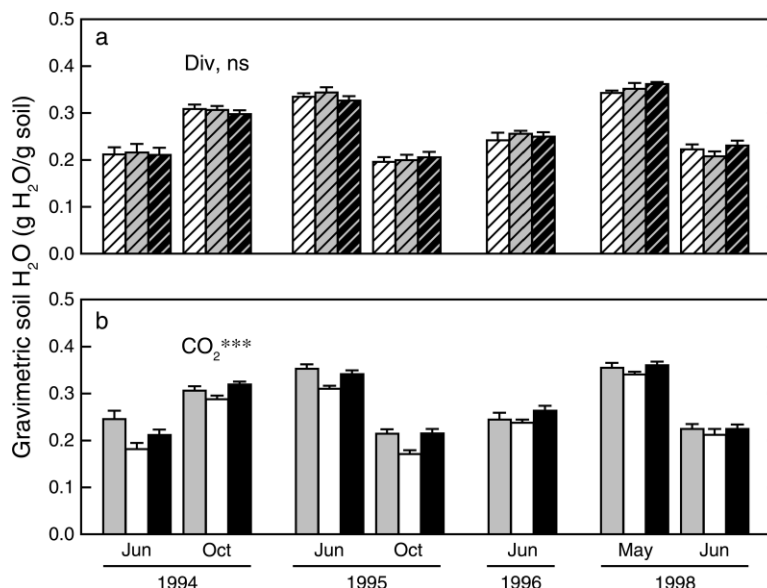 Gravimetric soil H₂O (g H₂O/g soil)
0.5
a
Div, ns
0.4
0.3
0.2
0.1
0.0
0.5
b
CO₂***
0.4
0.3
0.2
0.1
0.0
Jun Oct Jun Oct Jun May Jun
1994 1995 1996 1998